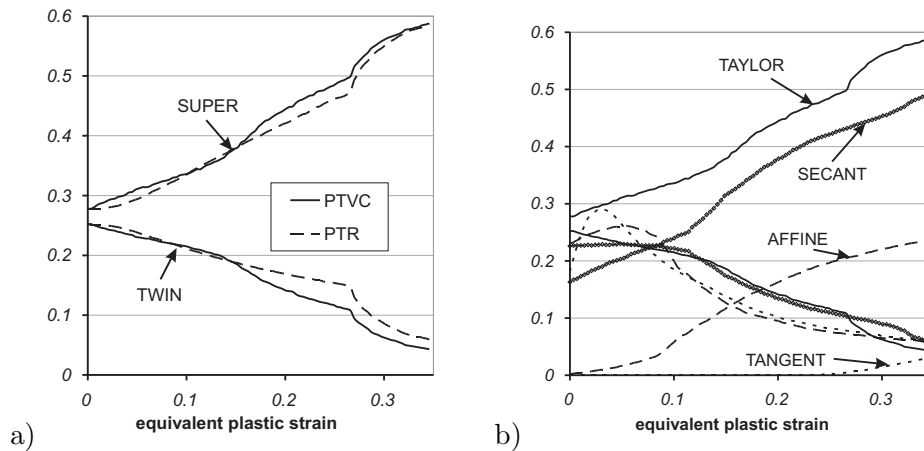 0.6
0.5
0.4
0.3
0.2
0.1
0
0 0.1 0.2 0.3
SUPER
PTVC
PTR
TWIN
equivalent plastic strain
a)
0.6
0.5
0.4
0.3
0.2
0.1
0
0 0.1 0.2 0.3
TAYLOR
SECANT
AFFINE
TANGENT
equivalent plastic strain
b)